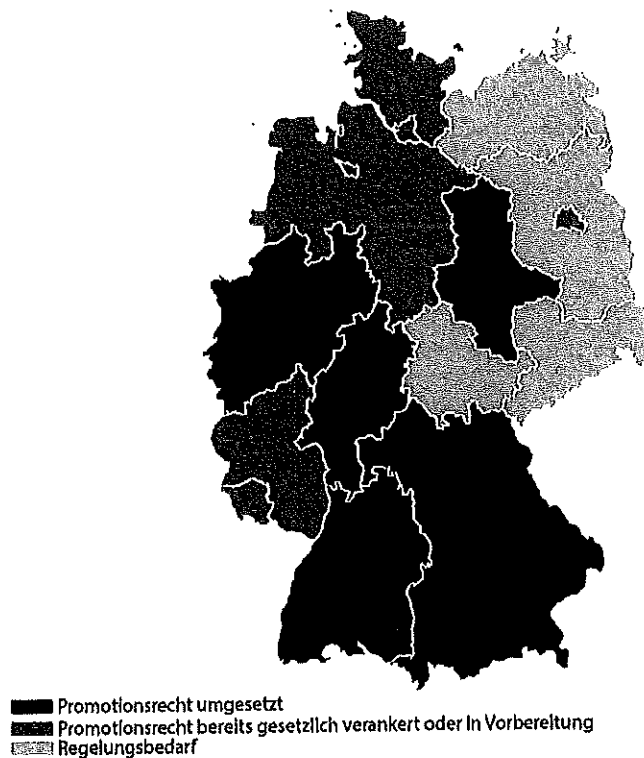 Promotionsrecht umgesetzt
Promotionsrecht bereits gesetzlich verankert oder in Vorbereitung
Regelungsbedarf